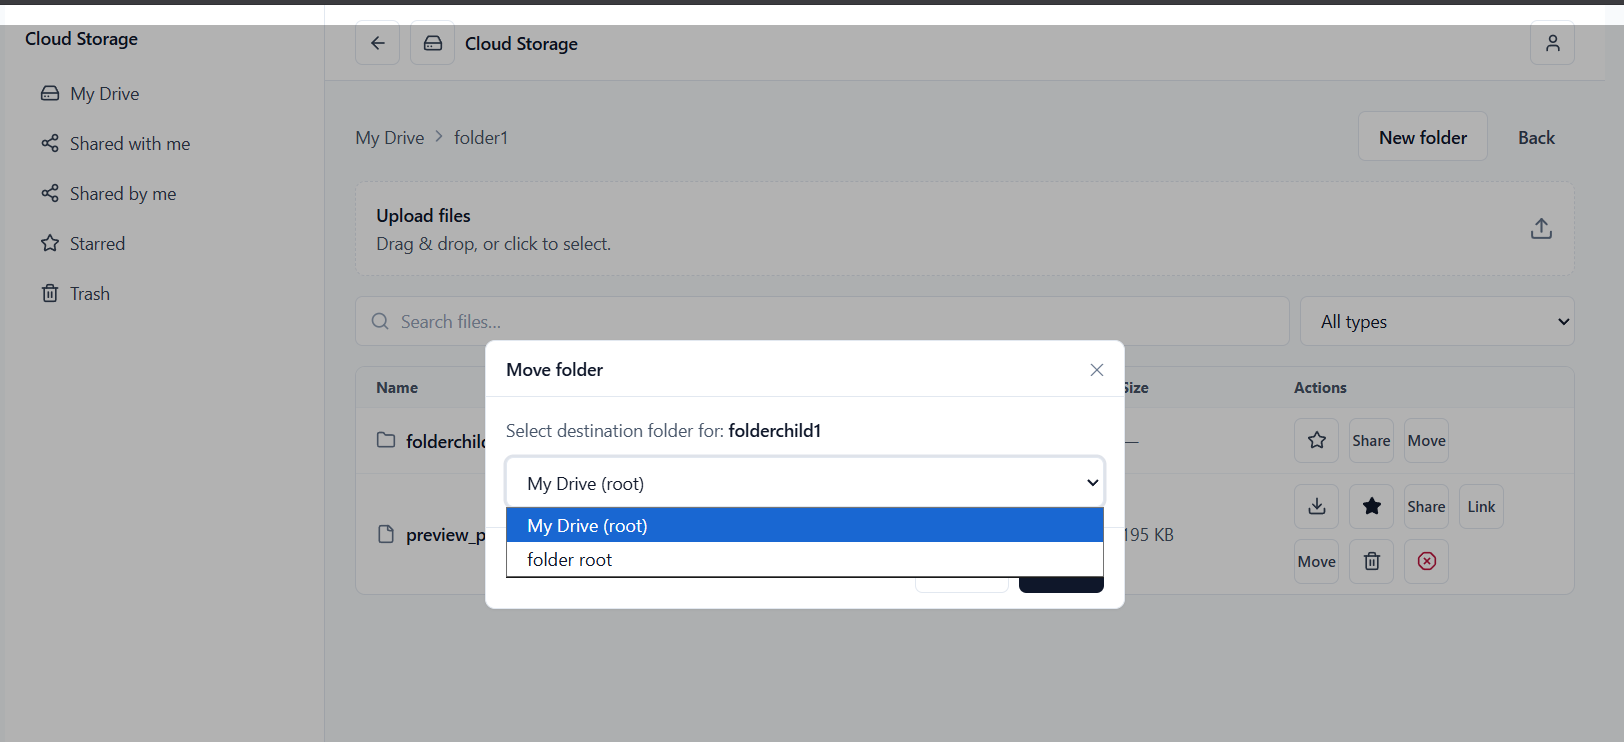 Cloud Storage
My Drive
Shared with me
Shared by me
Starred
Trash
Cloud Storage
My Drive > folder1
New folder
Back
Upload files
Drag & drop, or click to select.
Search files...
All types
Name
Size
Actions
Share
Move
195 KB
Share
Link
Move
Move folder
Select destination folder for: folderchild1
My Drive (root)
My Drive (root)
folder root